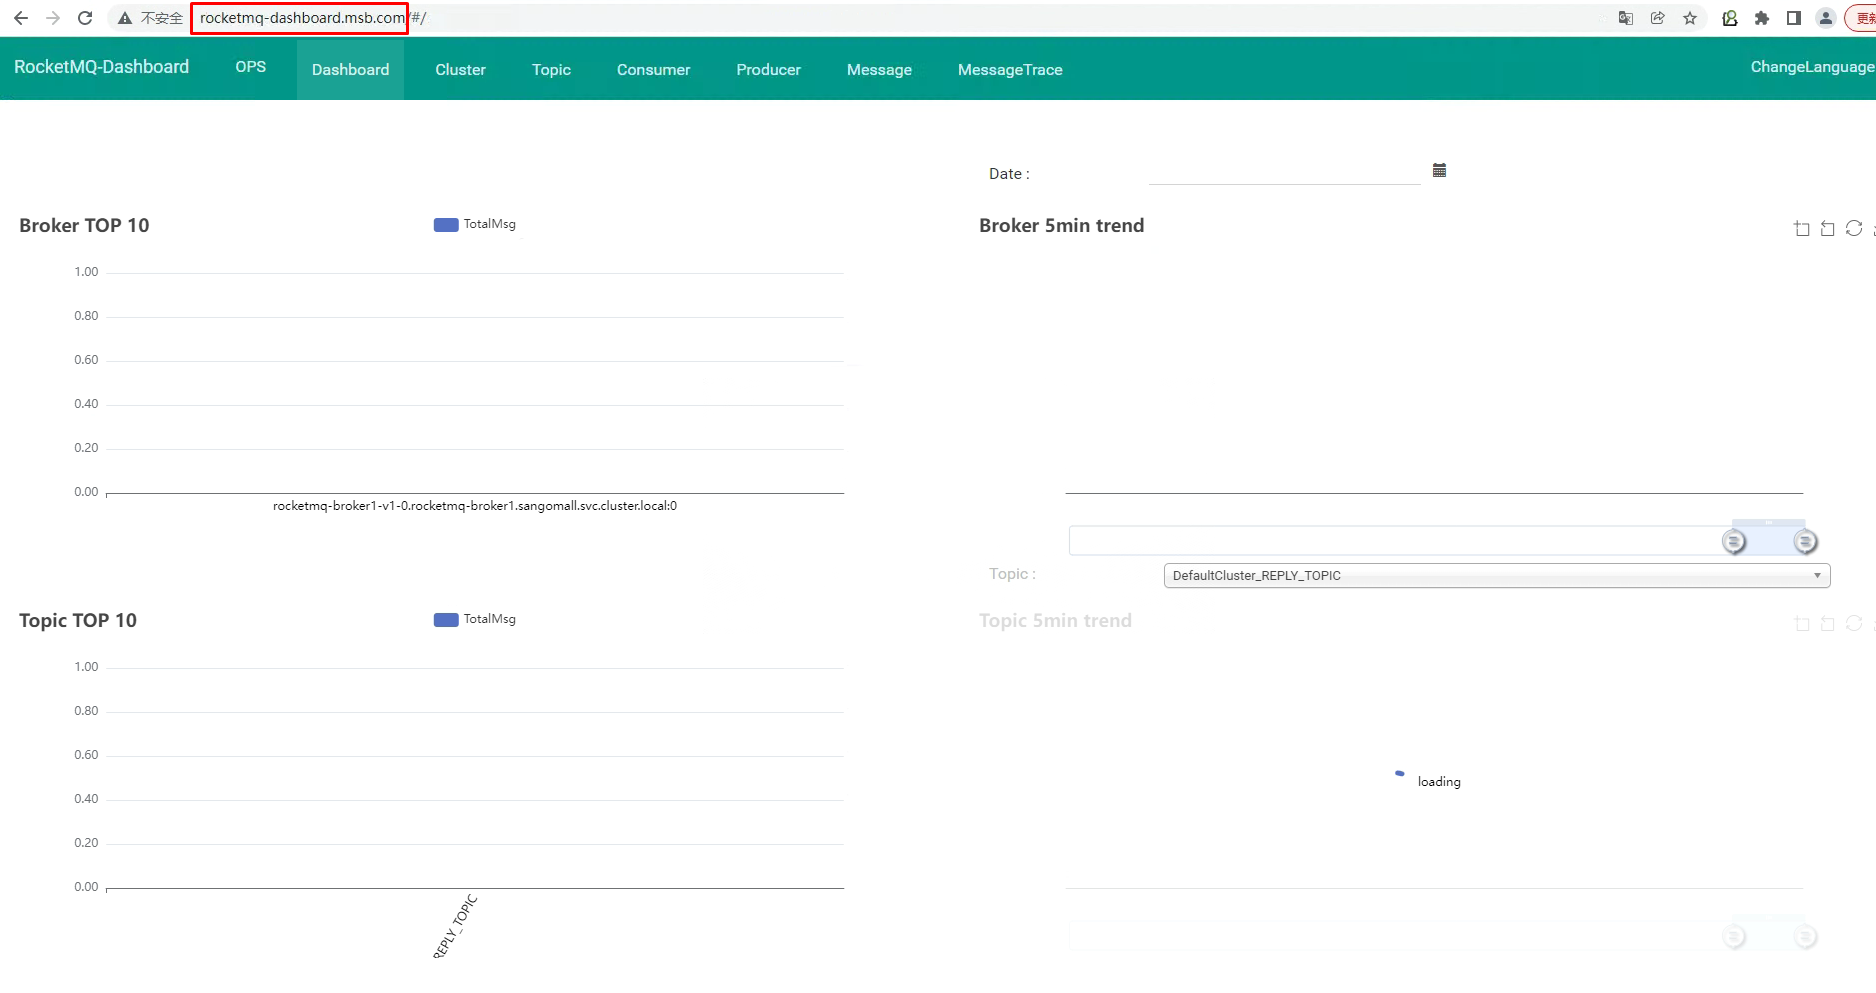 不安全 rocketmq-dashboard.msb.com/#/ 更新
RocketMQ-Dashboard OPS Dashboard Cluster Topic Consumer Producer Message MessageTrace ChangeLanguage
Date :
Broker TOP 10 TotalMsg
Broker 5min trend
1.00
0.80
0.60
0.40
0.20
0.00
rocketmq-broker1-v1-0.rocketmq-broker1.sangomall.svc.cluster.local:0
Topic : DefaultCluster_REPLY_TOPIC
Topic TOP 10 TotalMsg
Topic 5min trend
1.00
0.80
0.60
0.40
0.20
0.00
loading
REPLY_TOPIC